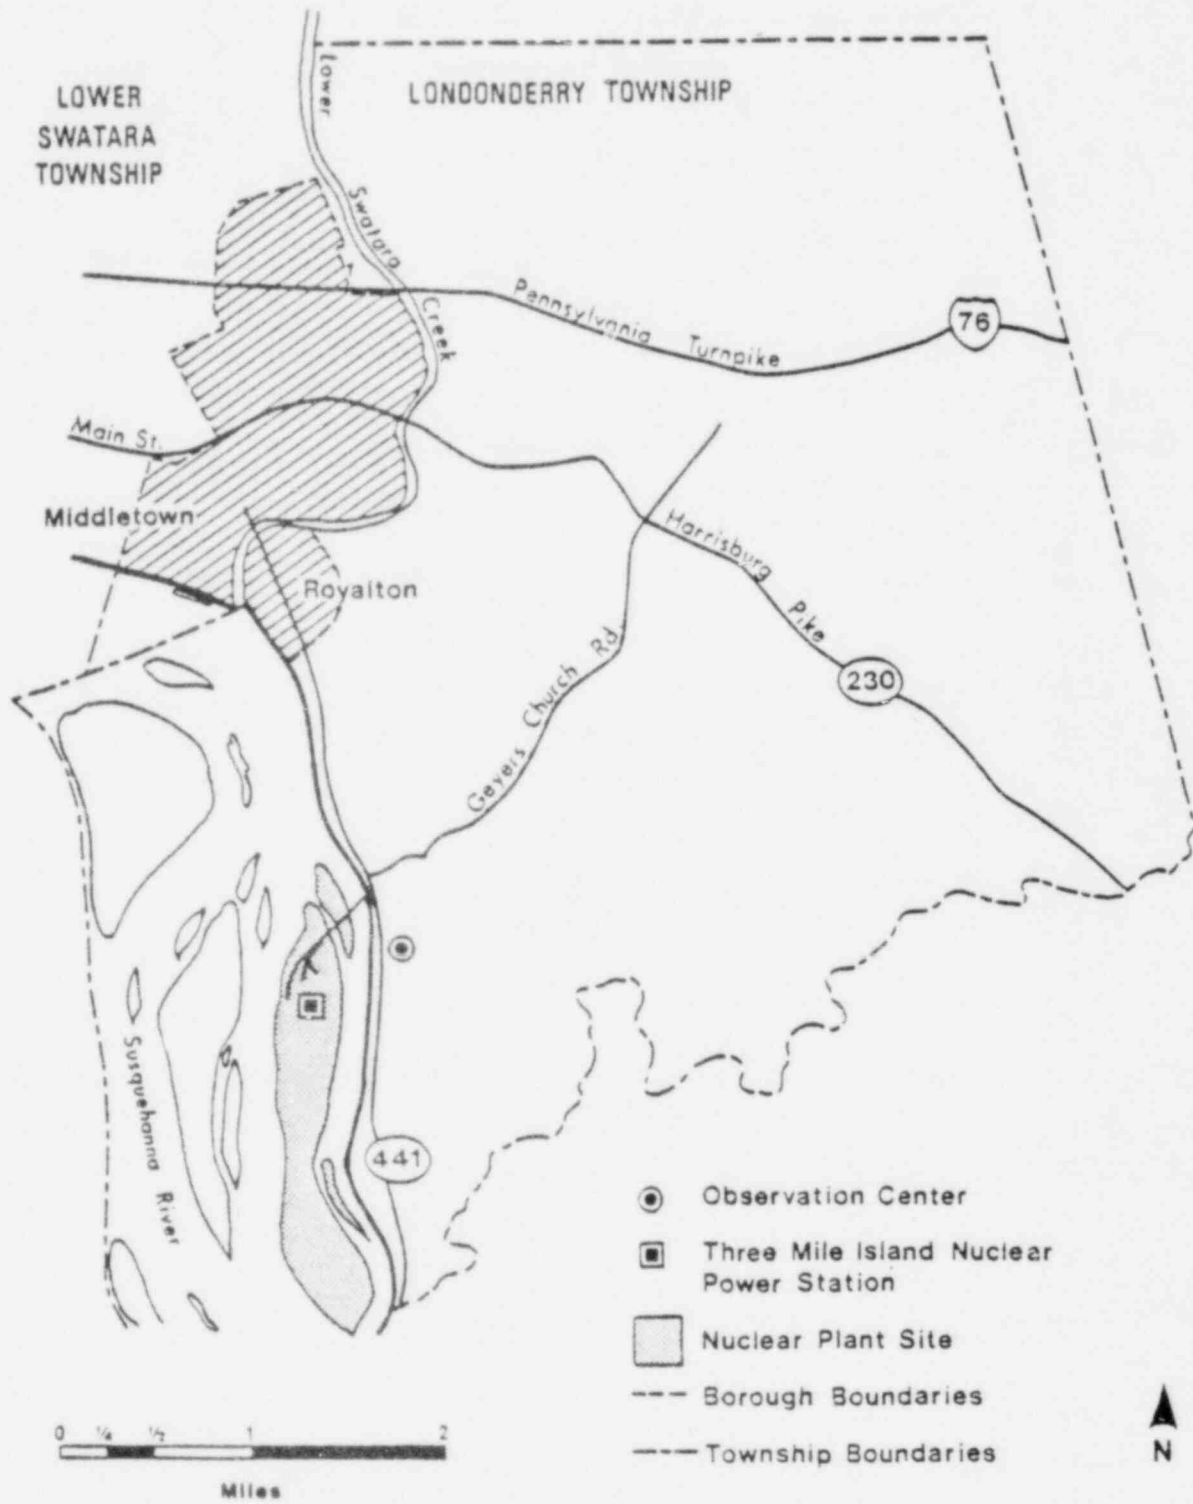 LOWER
SWATARA
TOWNSHIP
LONDONDERRY TOWNSHIP
Lower
Swatara
Creek
Pennsylvania Turnpike
76
Main St.
Middletown
Royalton
Harrisburg
Pike
230
Geyers Church Rd.
Susquehanna River
441
Observation Center
Three Mile Island Nuclear
Power Station
Nuclear Plant Site
Borough Boundaries
Township Boundaries
0 ¼ ½ 1 2
Miles
N